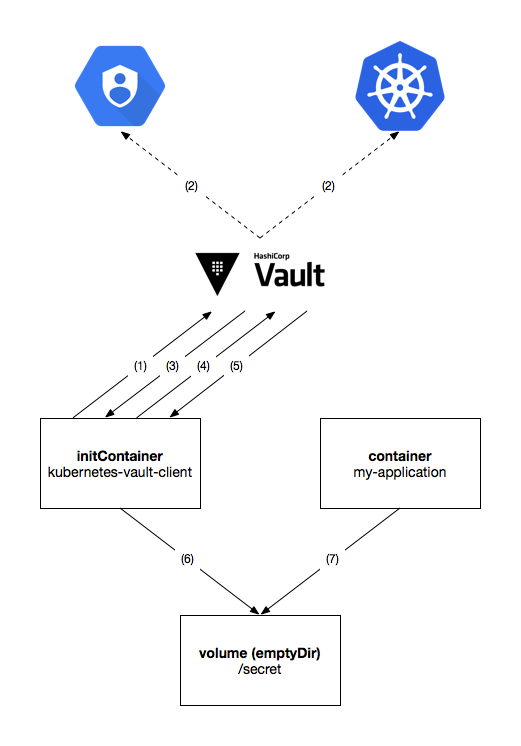 (2)
(2)
HashiCorp
Vault
(1)
(3)
(4)
(5)
initContainer
kubernetes-vault-client
container
my-application
(6)
(7)
volume (emptyDir)
/secret